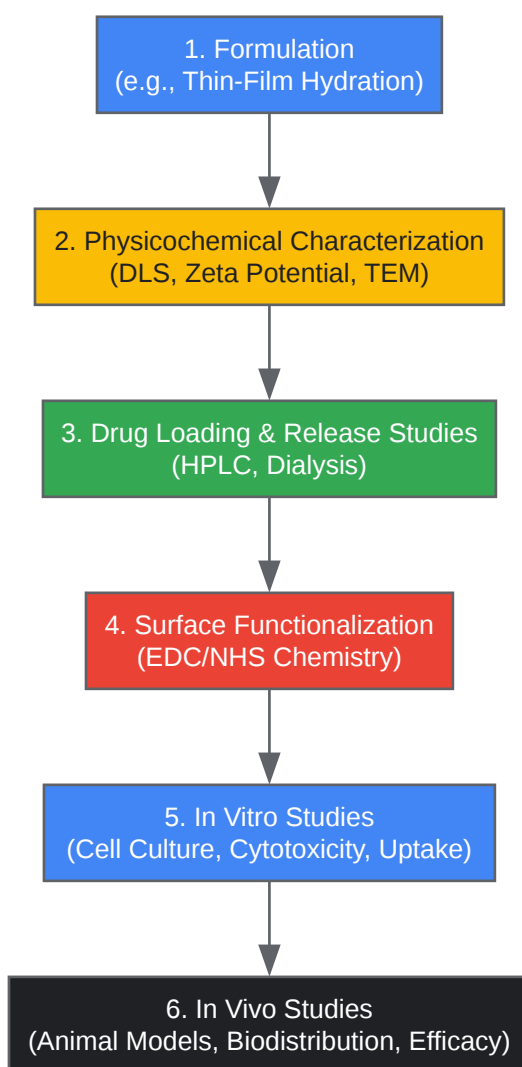 1. Formulation
(e.g., Thin-Film Hydration)
2. Physicochemical Characterization
(DLS, Zeta Potential, TEM)
3. Drug Loading & Release Studies
(HPLC, Dialysis)
4. Surface Functionalization
(EDC/NHS Chemistry)
5. In Vitro Studies
(Cell Culture, Cytotoxicity, Uptake)
6. In Vivo Studies
(Animal Models, Biodistribution, Efficacy)